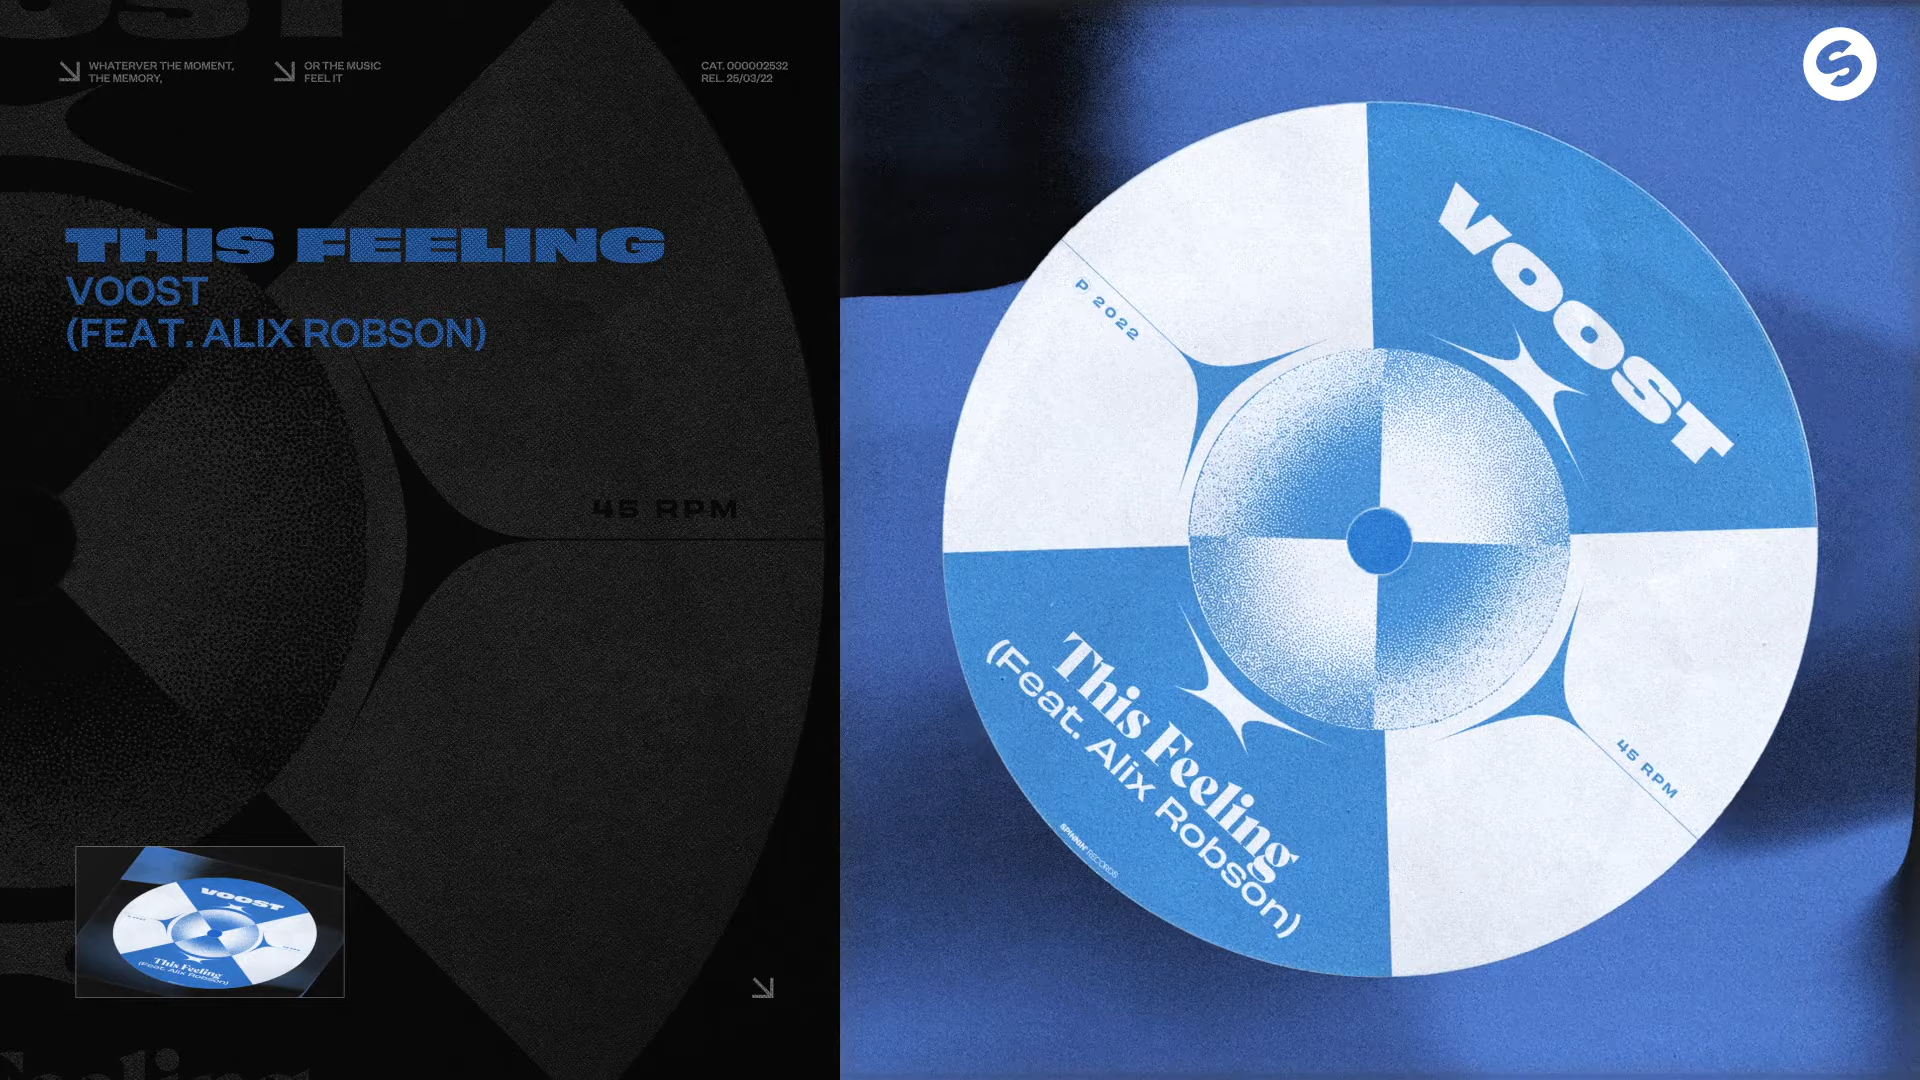 OST
WHATERVER THE MOMENT,
THE MEMORY,
OR THE MUSIC
FEEL IT
CAT. 000002532
REL. 25/03/22
THIS FEELING
VOOST
(FEAT. ALIX ROBSON)
45 RPM
VOOST
This Feeling
(Feat. Alix Robson)
Feeling
S
VOOST
P 2022
45 RPM
This Feeling
(Feat. Alix Robson)
SPINNIN' RECORDS